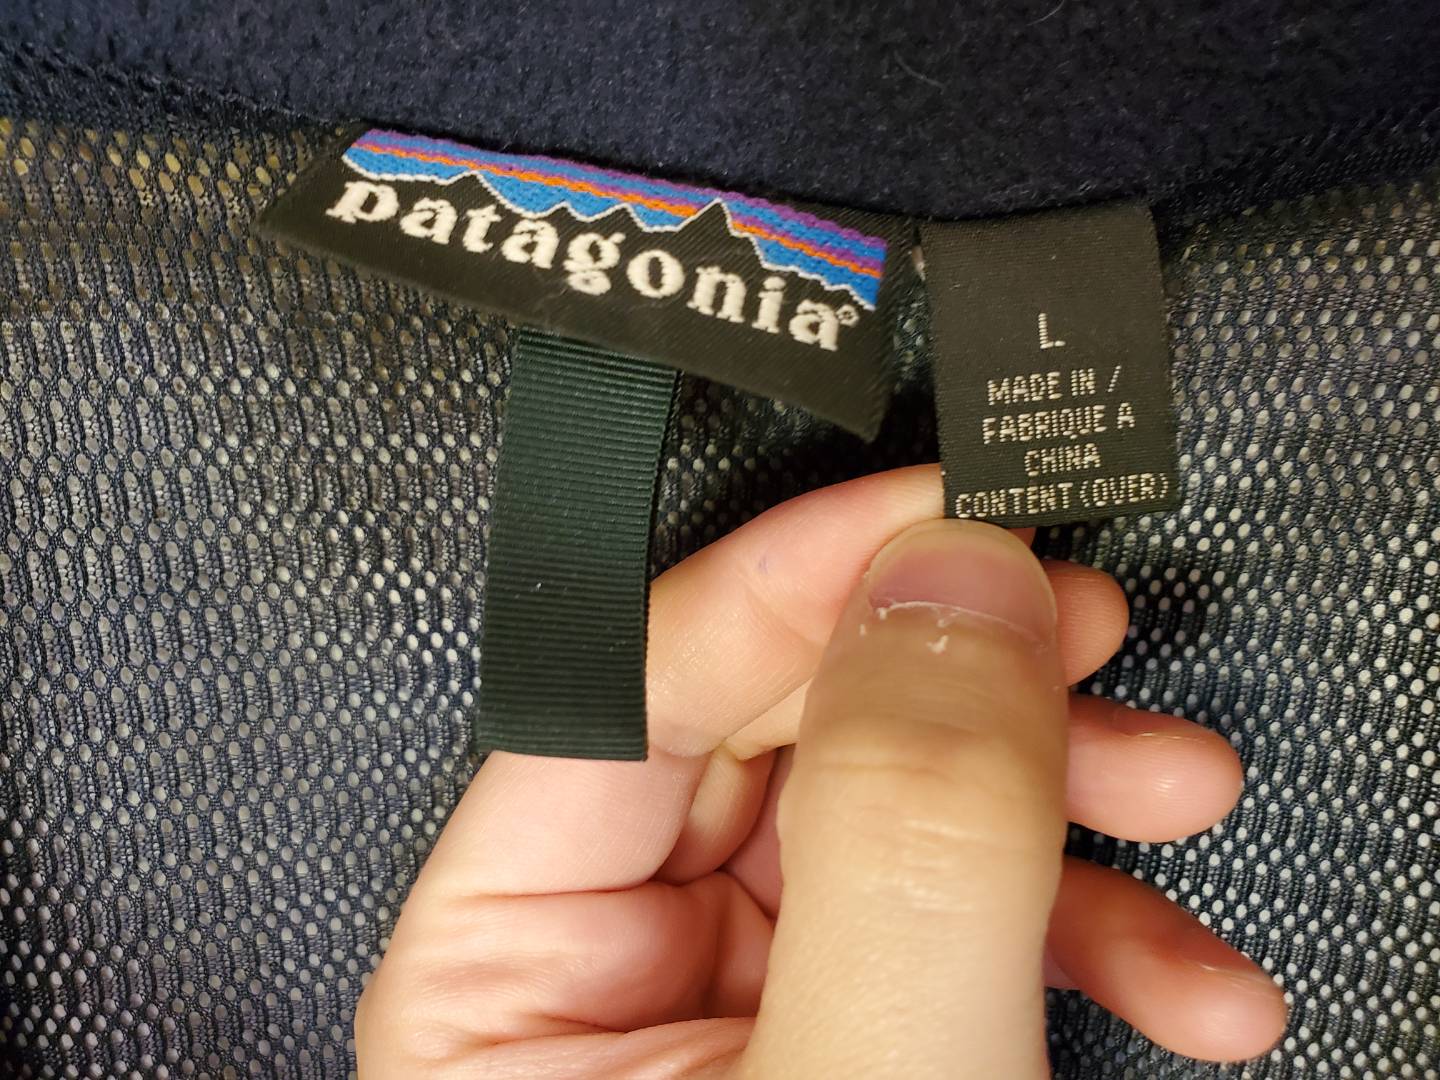 patagonia®
L
MADE IN /
FABRIQUE A
CHINA
CONTENT (OVER)